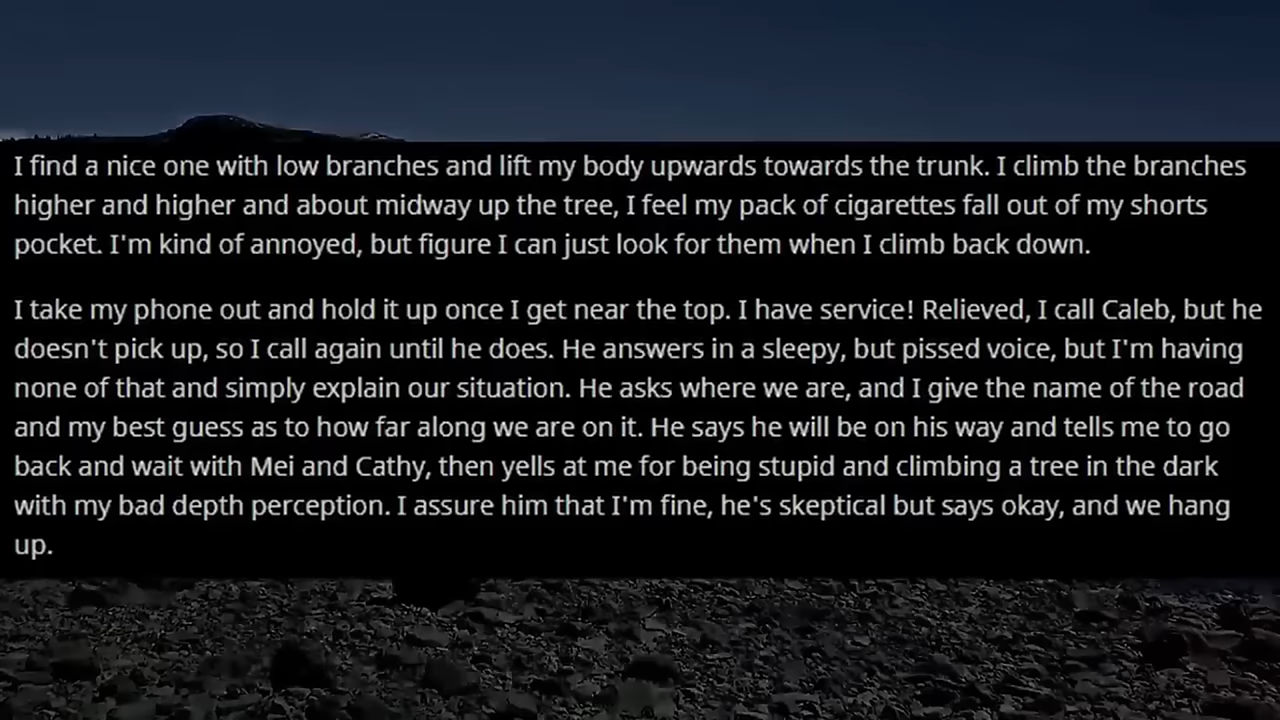 I find a nice one with low branches and lift my body upwards towards the trunk. I climb the branches
higher and higher and about midway up the tree, I feel my pack of cigarettes fall out of my shorts
pocket. I'm kind of annoyed, but figure I can just look for them when I climb back down.
I take my phone out and hold it up once I get near the top. I have service! Relieved, I call Caleb, but he
doesn't pick up, so I call again until he does. He answers in a sleepy, but pissed voice, but I'm having
none of that and simply explain our situation. He asks where we are, and I give the name of the road
and my best guess as to how far along we are on it. He says he will be on his way and tells me to go
back and wait with Mei and Cathy, then yells at me for being stupid and climbing a tree in the dark
with my bad depth perception. I assure him that I'm fine, he's skeptical but says okay, and we hang
up.